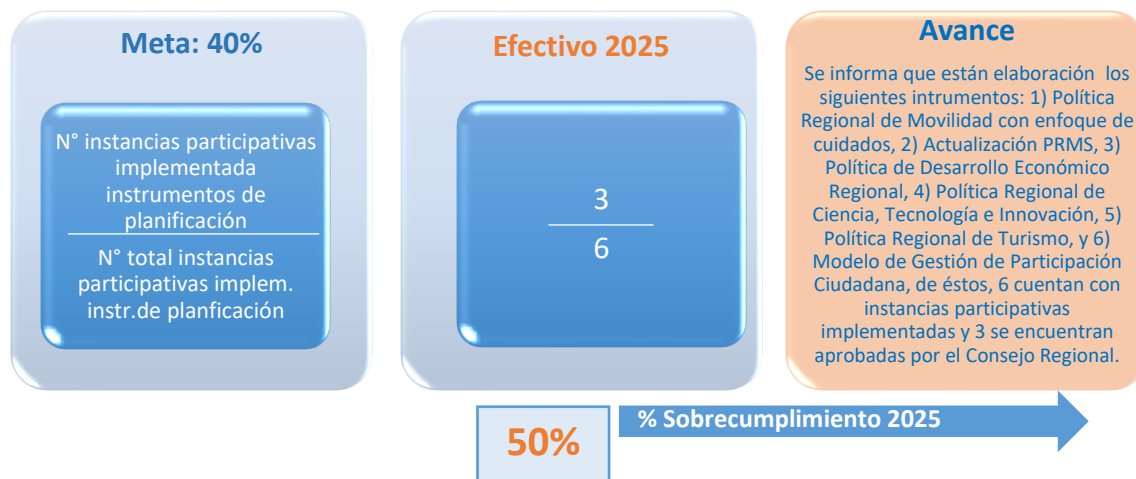 Meta: 40%
N° instancias participativas
implementada
instrumentos de
planificación
N° total instancias
participativas implem.
instr.de planficación
Efectivo 2025
3
6
Avance
Se informa que están elaboración  los
siguientes intrumentos: 1) Política
Regional de Movilidad con enfoque de
cuidados, 2) Actualización PRMS, 3)
Política de Desarrollo Económico
Regional, 4) Política Regional de
Ciencia, Tecnología e Innovación, 5)
Política Regional de Turismo, y 6)
Modelo de Gestión de Participación
Ciudadana, de éstos, 6 cuentan con
instancias participativas
implementadas y 3 se encuentran
aprobadas por el Consejo Regional.
50%
% Sobrecumplimiento 2025